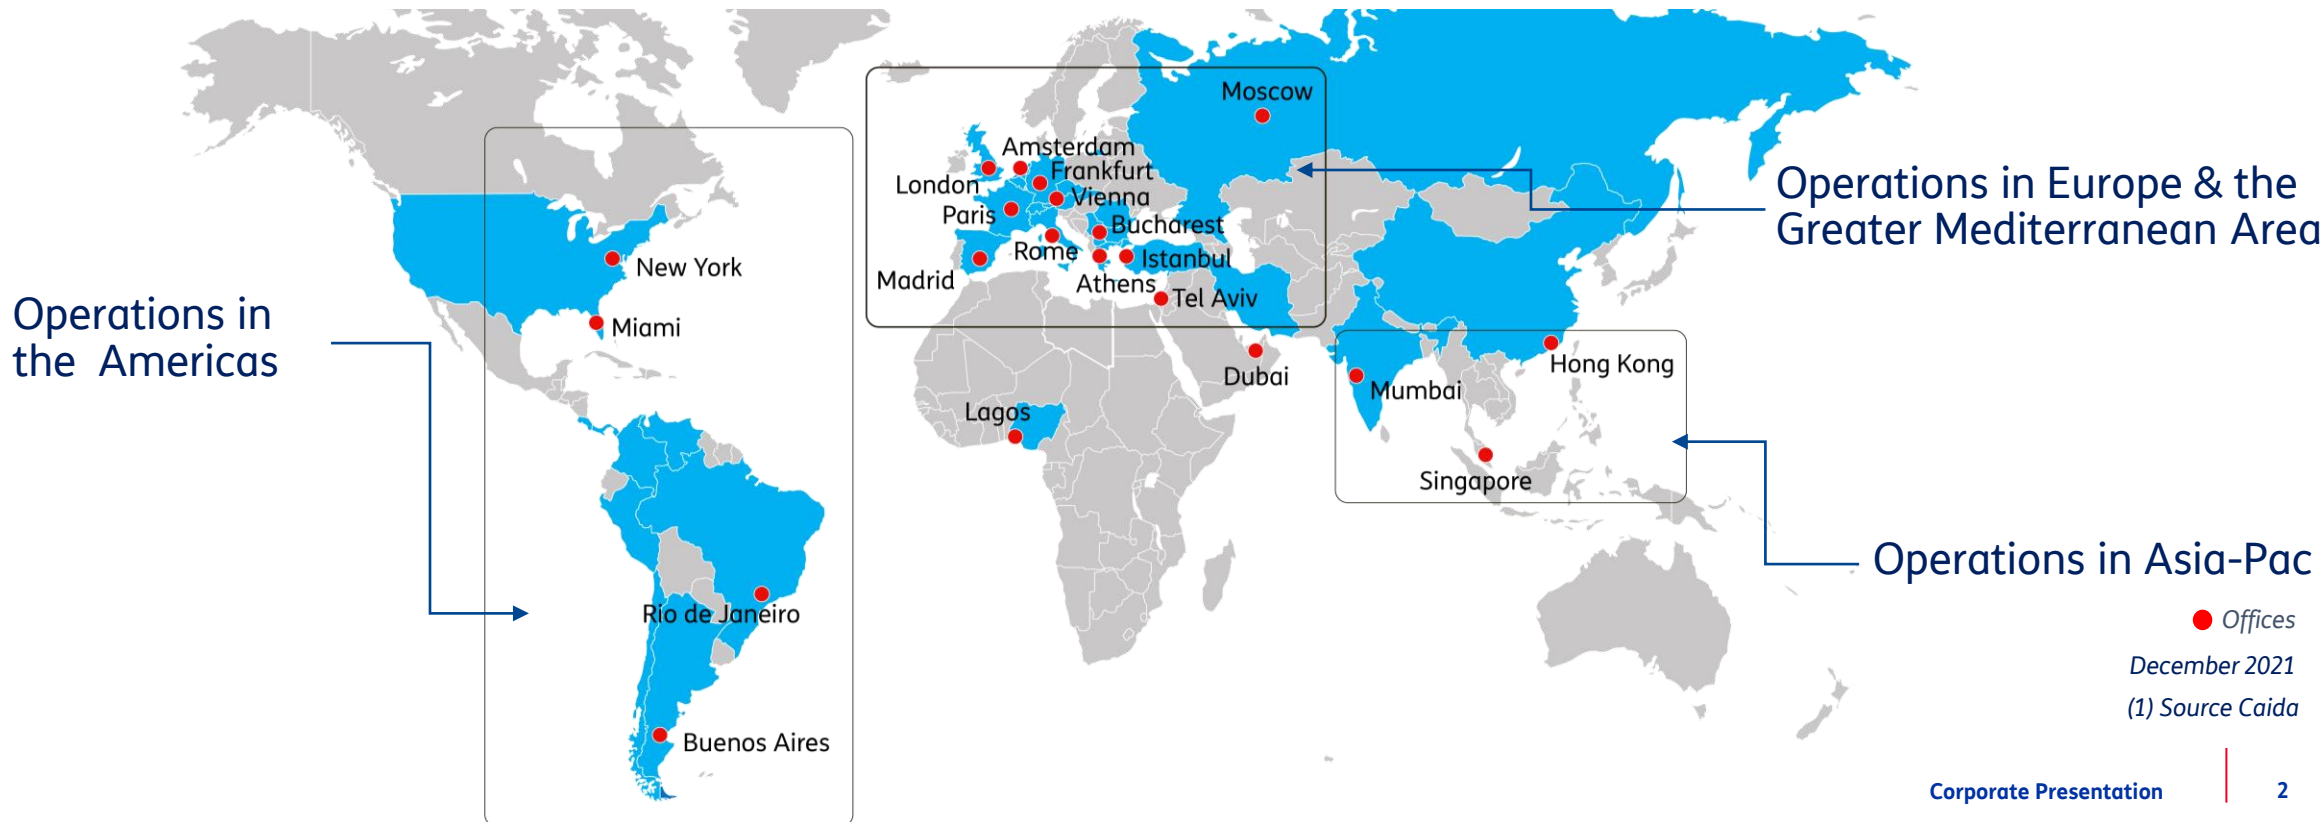 Operations in
the Americas
New York
Miami
Rio de Janeiro
Buenos Aires
Moscow
Amsterdam
Frankfurt
London
Vienna
Paris
Bucharest
Rome
Istanbul
Madrid
Athens
Tel Aviv
Dubai
Lagos
Hong Kong
Mumbai
Singapore
Operations in Europe & the
Greater Mediterranean Area
Operations in Asia-Pac
Offices
December 2021
(1) Source Caida
Corporate Presentation
2